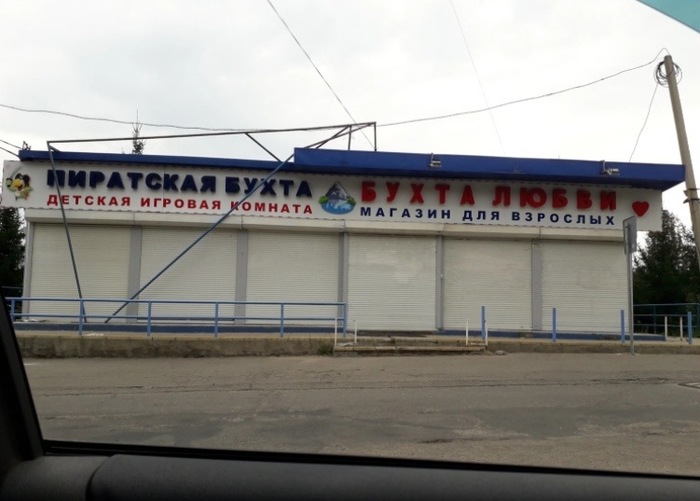 ПИРАТСКАЯ БУХТА
ДЕТСКАЯ ИГРОВАЯ КОМНАТА
БУХТА ЛЮБВИ
МАГАЗИН ДЛЯ ВЗРОСЛЫХ